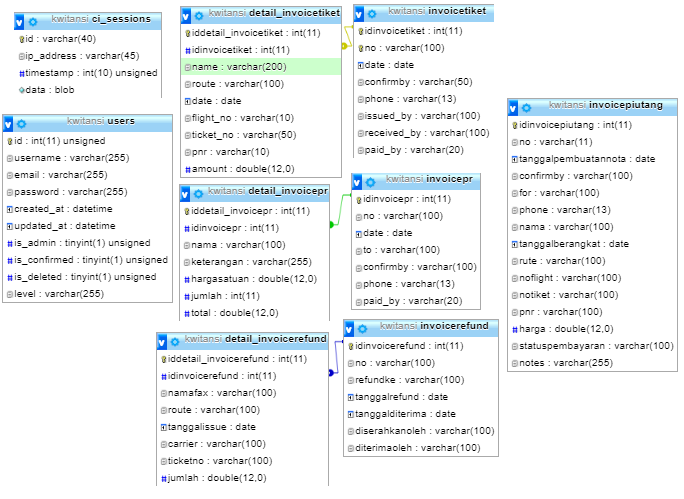 kwitansi ci_sessions
id : varchar(40)
ip_address : varchar(45)
timestamp : int(10) unsigned
data : blob
kwitansi detail_invoicetiket
iddetail_invoicetiket : int(11)
idinvoicetiket : int(11)
name : varchar(200)
route : varchar(100)
date : date
flight_no : varchar(10)
ticket_no : varchar(50)
pnr : varchar(10)
amount : double(12,0)
kwitansi invoicetiket
idinvoicetiket : int(11)
no : varchar(100)
date : date
confirmby : varchar(50)
phone : varchar(13)
issued_by : varchar(100)
received_by : varchar(100)
paid_by : varchar(20)
kwitansi users
id : int(11) unsigned
username : varchar(255)
email : varchar(255)
password : varchar(255)
created_at : datetime
updated_at : datetime
is_admin : tinyint(1) unsigned
is_confirmed : tinyint(1) unsigned
is_deleted : tinyint(1) unsigned
level : varchar(255)
kwitansi detail_invoicepr
iddetail_invoicepr : int(11)
idinvoicepr : int(11)
nama : varchar(100)
keterangan : varchar(255)
hargasatuan : double(12,0)
jumlah : int(11)
total : double(12,0)
kwitansi invoicepr
idinvoicepr : int(11)
no : varchar(100)
date : date
to : varchar(100)
confirmby : varchar(100)
phone : varchar(13)
paid_by : varchar(20)
kwitansi invoicepiutang
idinvoicepiutang : int(11)
no : varchar(11)
tanggalpembuatannota : date
confirmby : varchar(100)
for : varchar(100)
phone : varchar(13)
nama : varchar(100)
tanggalberangkat : date
rute : varchar(100)
noflight : varchar(100)
notiket : varchar(100)
pnr : varchar(100)
harga : double(12,0)
statuspembayaran : varchar(100)
notes : varchar(255)
kwitansi detail_invoicerefund
iddetail_invoicerefund : int(11)
idinvoicerefund : int(11)
namafax : varchar(100)
route : varchar(100)
tanggalissue : date
carrier : varchar(100)
ticketno : varchar(100)
jumlah : double(12,0)
kwitansi invoicerefund
idinvoicerefund : int(11)
no : varchar(100)
refundke : varchar(100)
tanggalrefund : date
tanggalditerima : date
diserahkanoleh : varchar(100)
diterimaoleh : varchar(100)